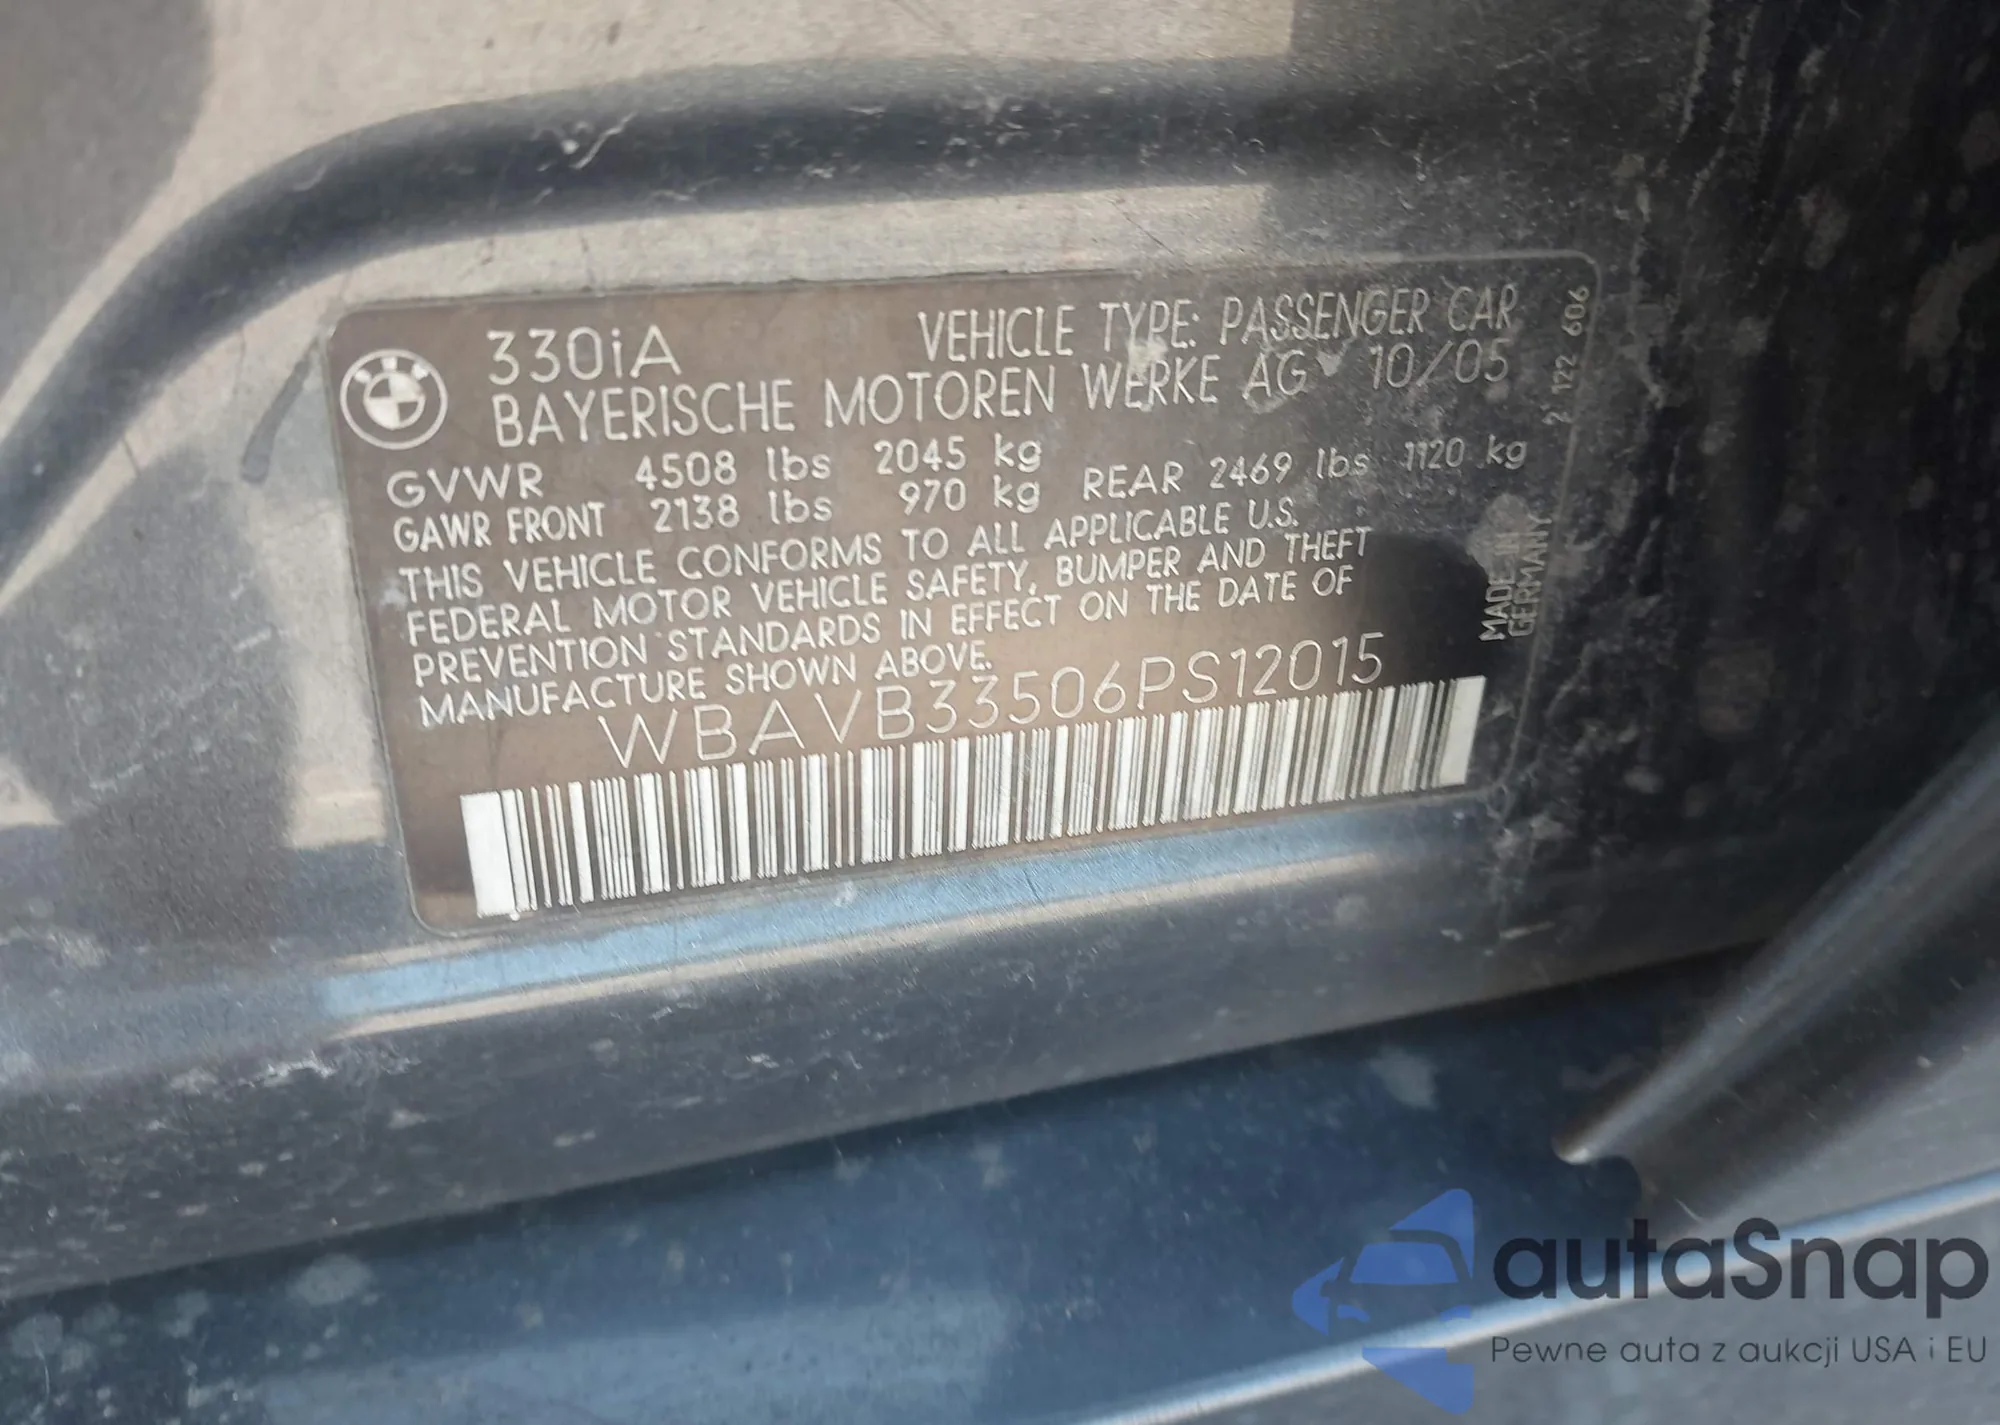 330iA
VEHICLE TYPE: PASSENGER CAR
BAYERISCHE MOTOREN WERKE AG 10/05
GVWR 4508 lbs 2045 kg
GAWR FRONT 2138 lbs 970 kg REAR 2469 lbs 1120 kg
THIS VEHICLE CONFORMS TO ALL APPLICABLE U.S.
FEDERAL MOTOR VEHICLE SAFETY, BUMPER AND THEFT
PREVENTION STANDARDS IN EFFECT ON THE DATE OF
MANUFACTURE SHOWN ABOVE.
WBAVB33506PS12015
2 122 606
MADE IN
GERMANY
autaSnap
Pewne auta z aukcji USA i EU